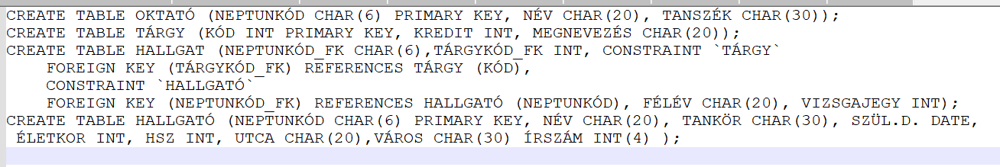 CREATE TABLE OKTATÓ (NEPTUNKÓD CHAR(6) PRIMARY KEY, NÉV CHAR(20), TANSZÉK CHAR(30));
CREATE TABLE TÁRGY (KÓD INT PRIMARY KEY, KREDIT INT, MEGNEVEZÉS CHAR(20));
CREATE TABLE HALLGAT (NEPTUNKÓD_FK CHAR(6),TÁRGYKÓD_FK INT, CONSTRAINT `TÁRGY`
FOREIGN KEY (TÁRGYKÓD_FK) REFERENCES TÁRGY (KÓD),
CONSTRAINT `HALLGATÓ`
FOREIGN KEY (NEPTUNKÓD_FK) REFERENCES HALLGATÓ (NEPTUNKÓD), FÉLÉV CHAR(20), VIZSGAJEGY INT);
CREATE TABLE HALLGATÓ (NEPTUNKÓD CHAR(6) PRIMARY KEY, NÉV CHAR(20), TANKÖR CHAR(30), SZÜL.D. DATE,
ÉLETKOR INT, HSZ INT, UTCA CHAR(20),VÁROS CHAR(30) ÍRSZÁM INT(4) );